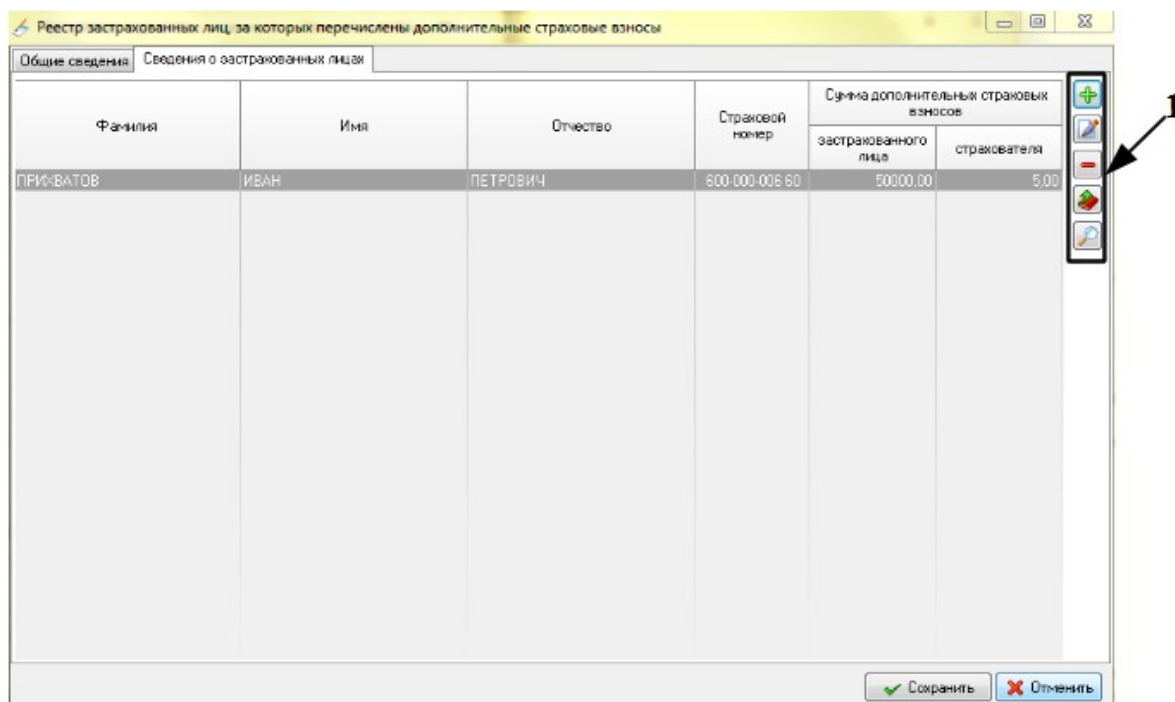 Реестр застрахованных лиц, за которых перечислены дополнительные страховые взносы
Общие сведения Сведения о застрахованных лицах
Фамилия Имя Отчество Страховой номер Сумма дополнительных страховых взносов
застрахованного лица страхователя
ПРИХВАТОВ ИВАН ПЕТРОВИЧ 600-000-006 60 50000,00 5,00
1
Сохранить Отменить